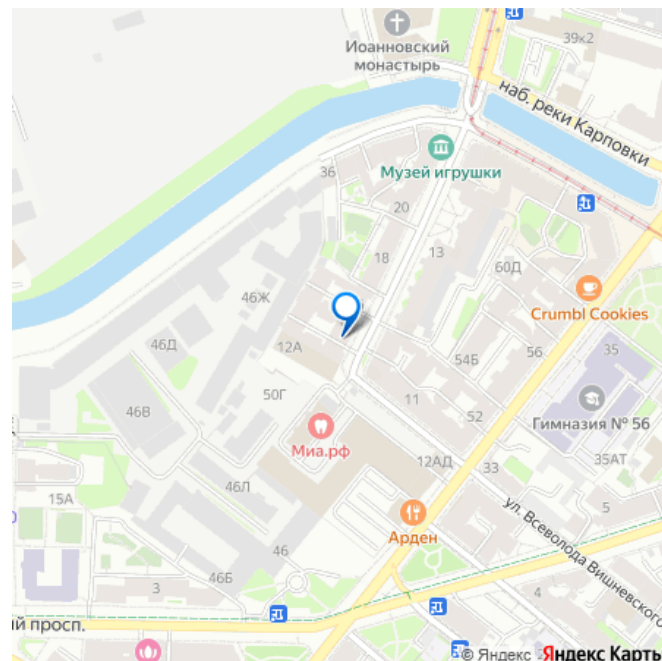 Иоанновский
монастырь
39к2
наб. реки Карповки
Музей игрушки
36
20
13
18
60Д
46Ж
Crumbl Cookies
46Д
12А
54Б
56
35
50Г
46В
11
52
Гимназия № 56
Миа.рф
12АД
33
35АТ
46Л
15А
5
Арден
ул. Всеволода Вишневского
46
46Б
3
4
ий просп.
© Яндекс
Яндекс Карть